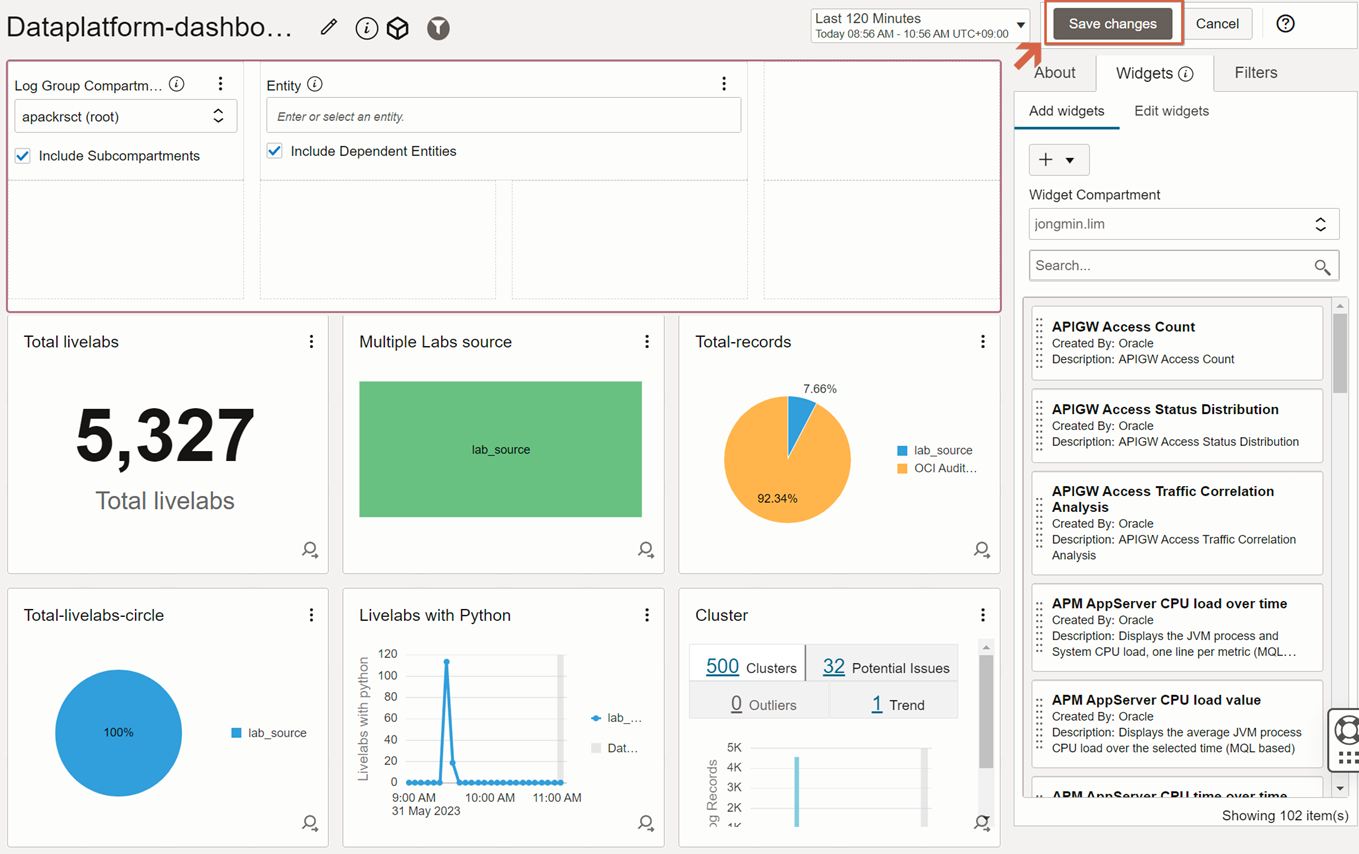 Dataplatform-dashbo...
Last 120 Minutes
Today 08:56 AM - 10:56 AM UTC+09:00
Save changes
Cancel
Log Group Compartm...
apackrsct (root)
Include Subcompartments
Entity
Enter or select an entity.
Include Dependent Entities
Total livelabs
5,327
Total livelabs
Multiple Labs source
lab_source
Total-records
7.66%
92.34%
lab_source
OCI Audit...
Total-livelabs-circle
100%
lab_source
Livelabs with Python
Livelabs with python
120
100
80
60
40
20
0
9:00 AM
31 May 2023
10:00 AM
11:00 AM
lab_...
Dat...
Cluster
500 Clusters
32 Potential Issues
0 Outliers
1 Trend
5K
4K
3K
2K
1K
Records
About
Widgets
Filters
Add widgets
Edit widgets
Widget Compartment
jongmin.lim
Search...
APIGW Access Count
Created By: Oracle
Description: APIGW Access Count
APIGW Access Status Distribution
Created By: Oracle
Description: APIGW Access Status Distribution
APIGW Access Traffic Correlation
Analysis
Created By: Oracle
Description: APIGW Access Traffic Correlation
Analysis
APM AppServer CPU load over time
Created By: Oracle
Description: Displays the JVM process and
System CPU load, one line per metric (MQL...
APM AppServer CPU load value
Created By: Oracle
Description: Displays the average JVM process
CPU load over the selected time (MQL based)
APM AppServer CPU time over time
Showing 102 item(s)